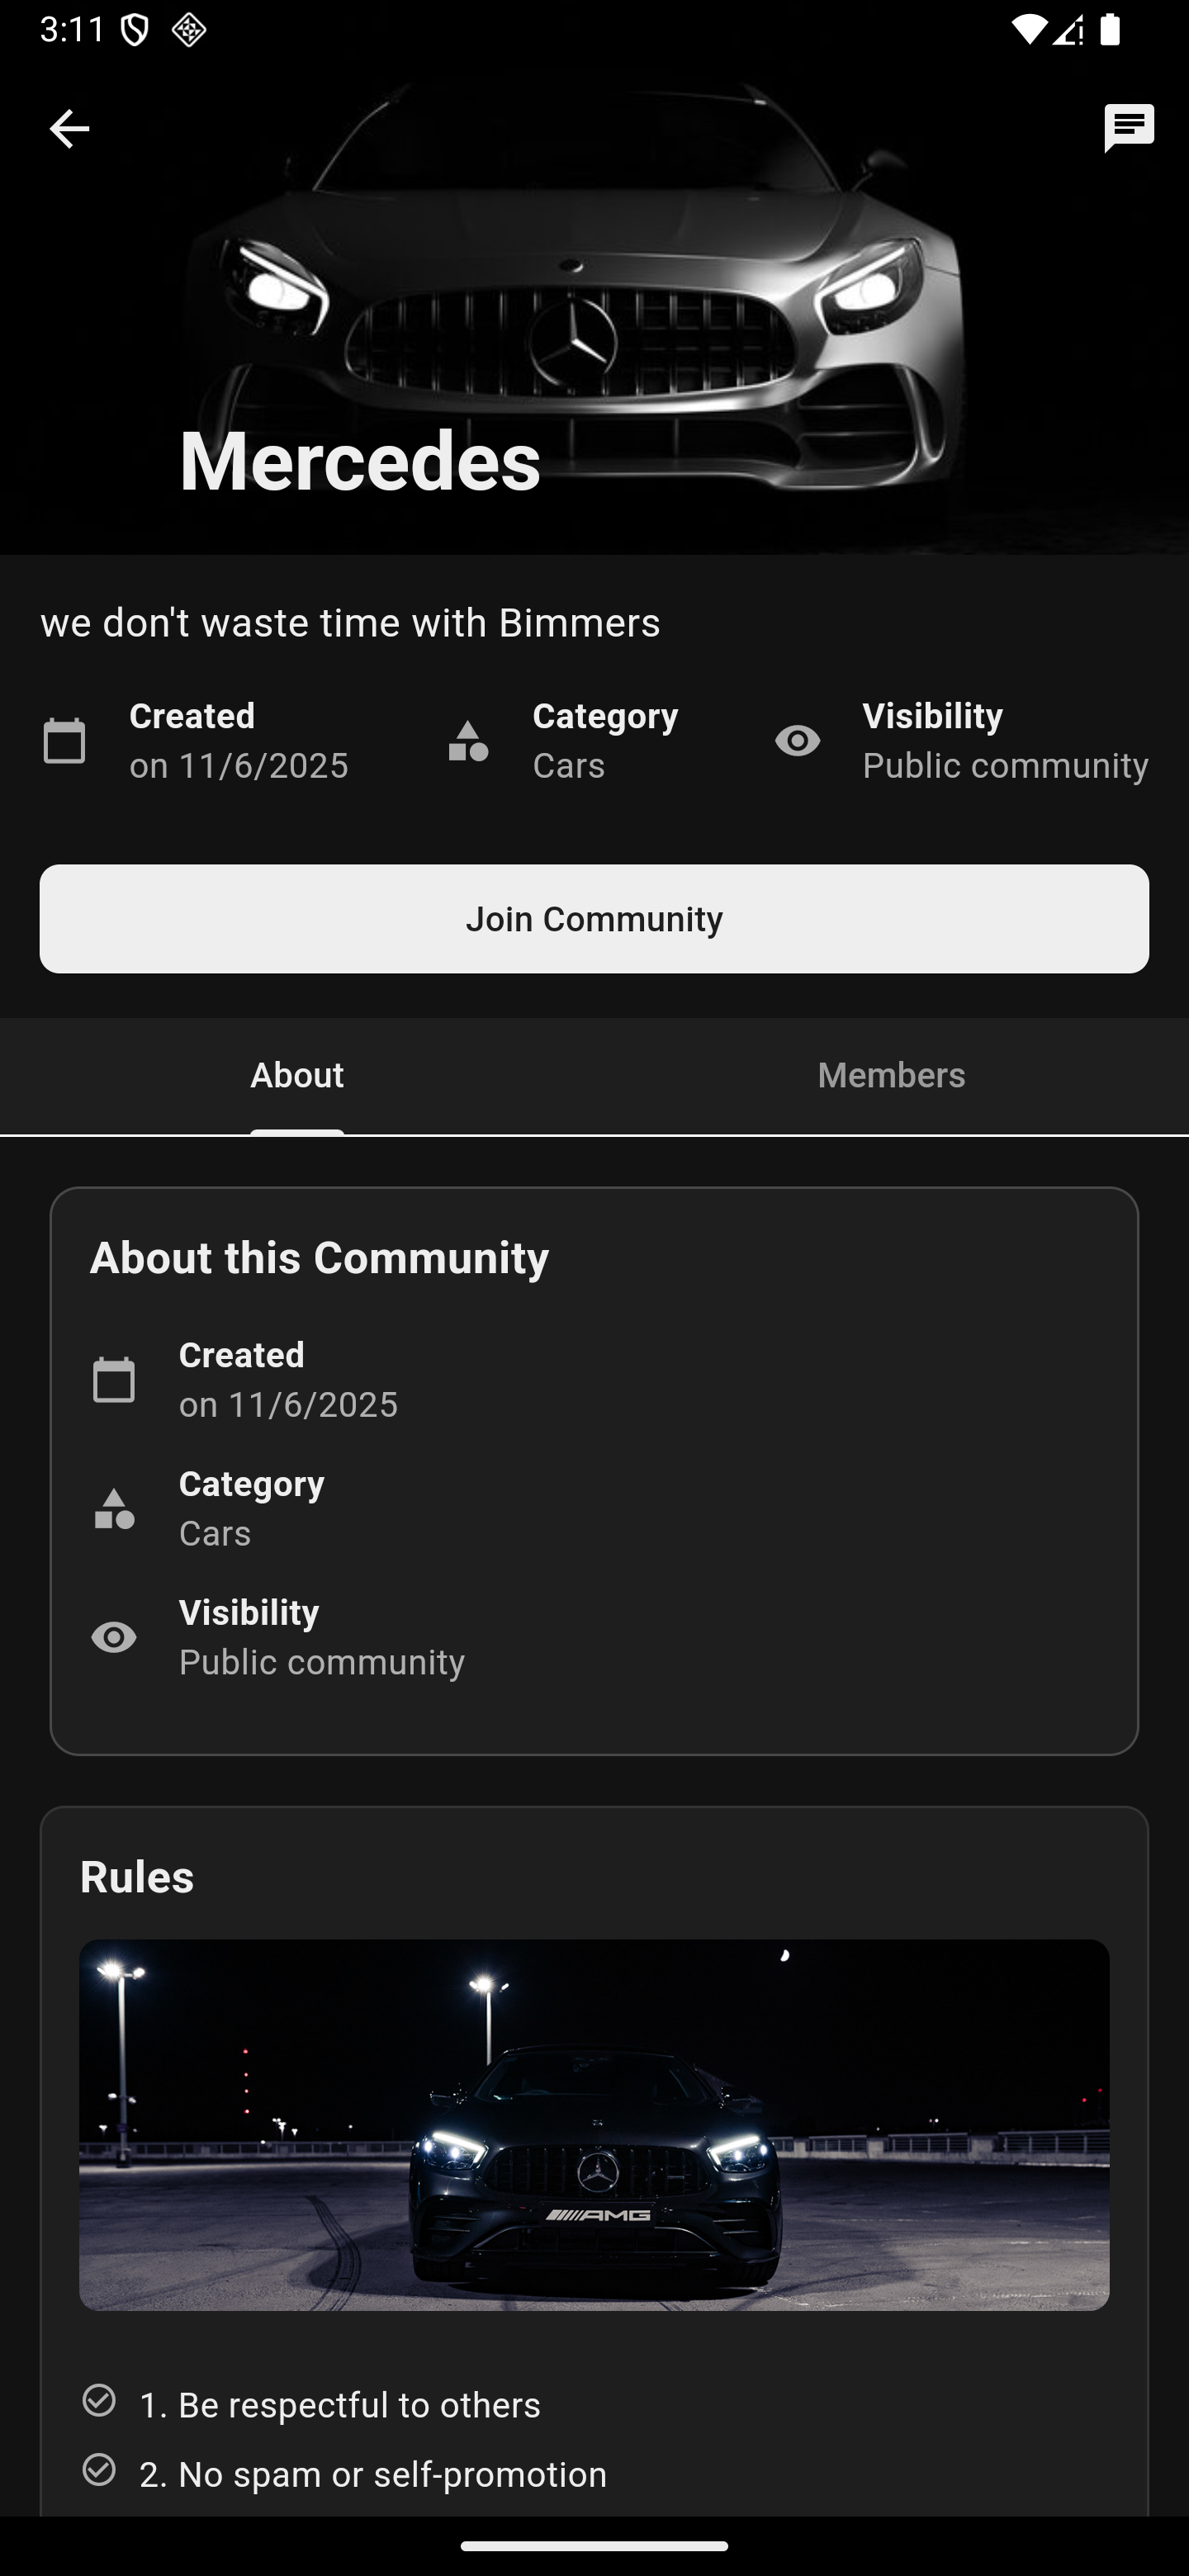 3:11
Mercedes
we don't waste time with Bimmers
Created
on 11/6/2025
Category
Cars
Visibility
Public community
Join Community
About
Members
About this Community
Created
on 11/6/2025
Category
Cars
Visibility
Public community
Rules
AMG
1. Be respectful to others
2. No spam or self-promotion